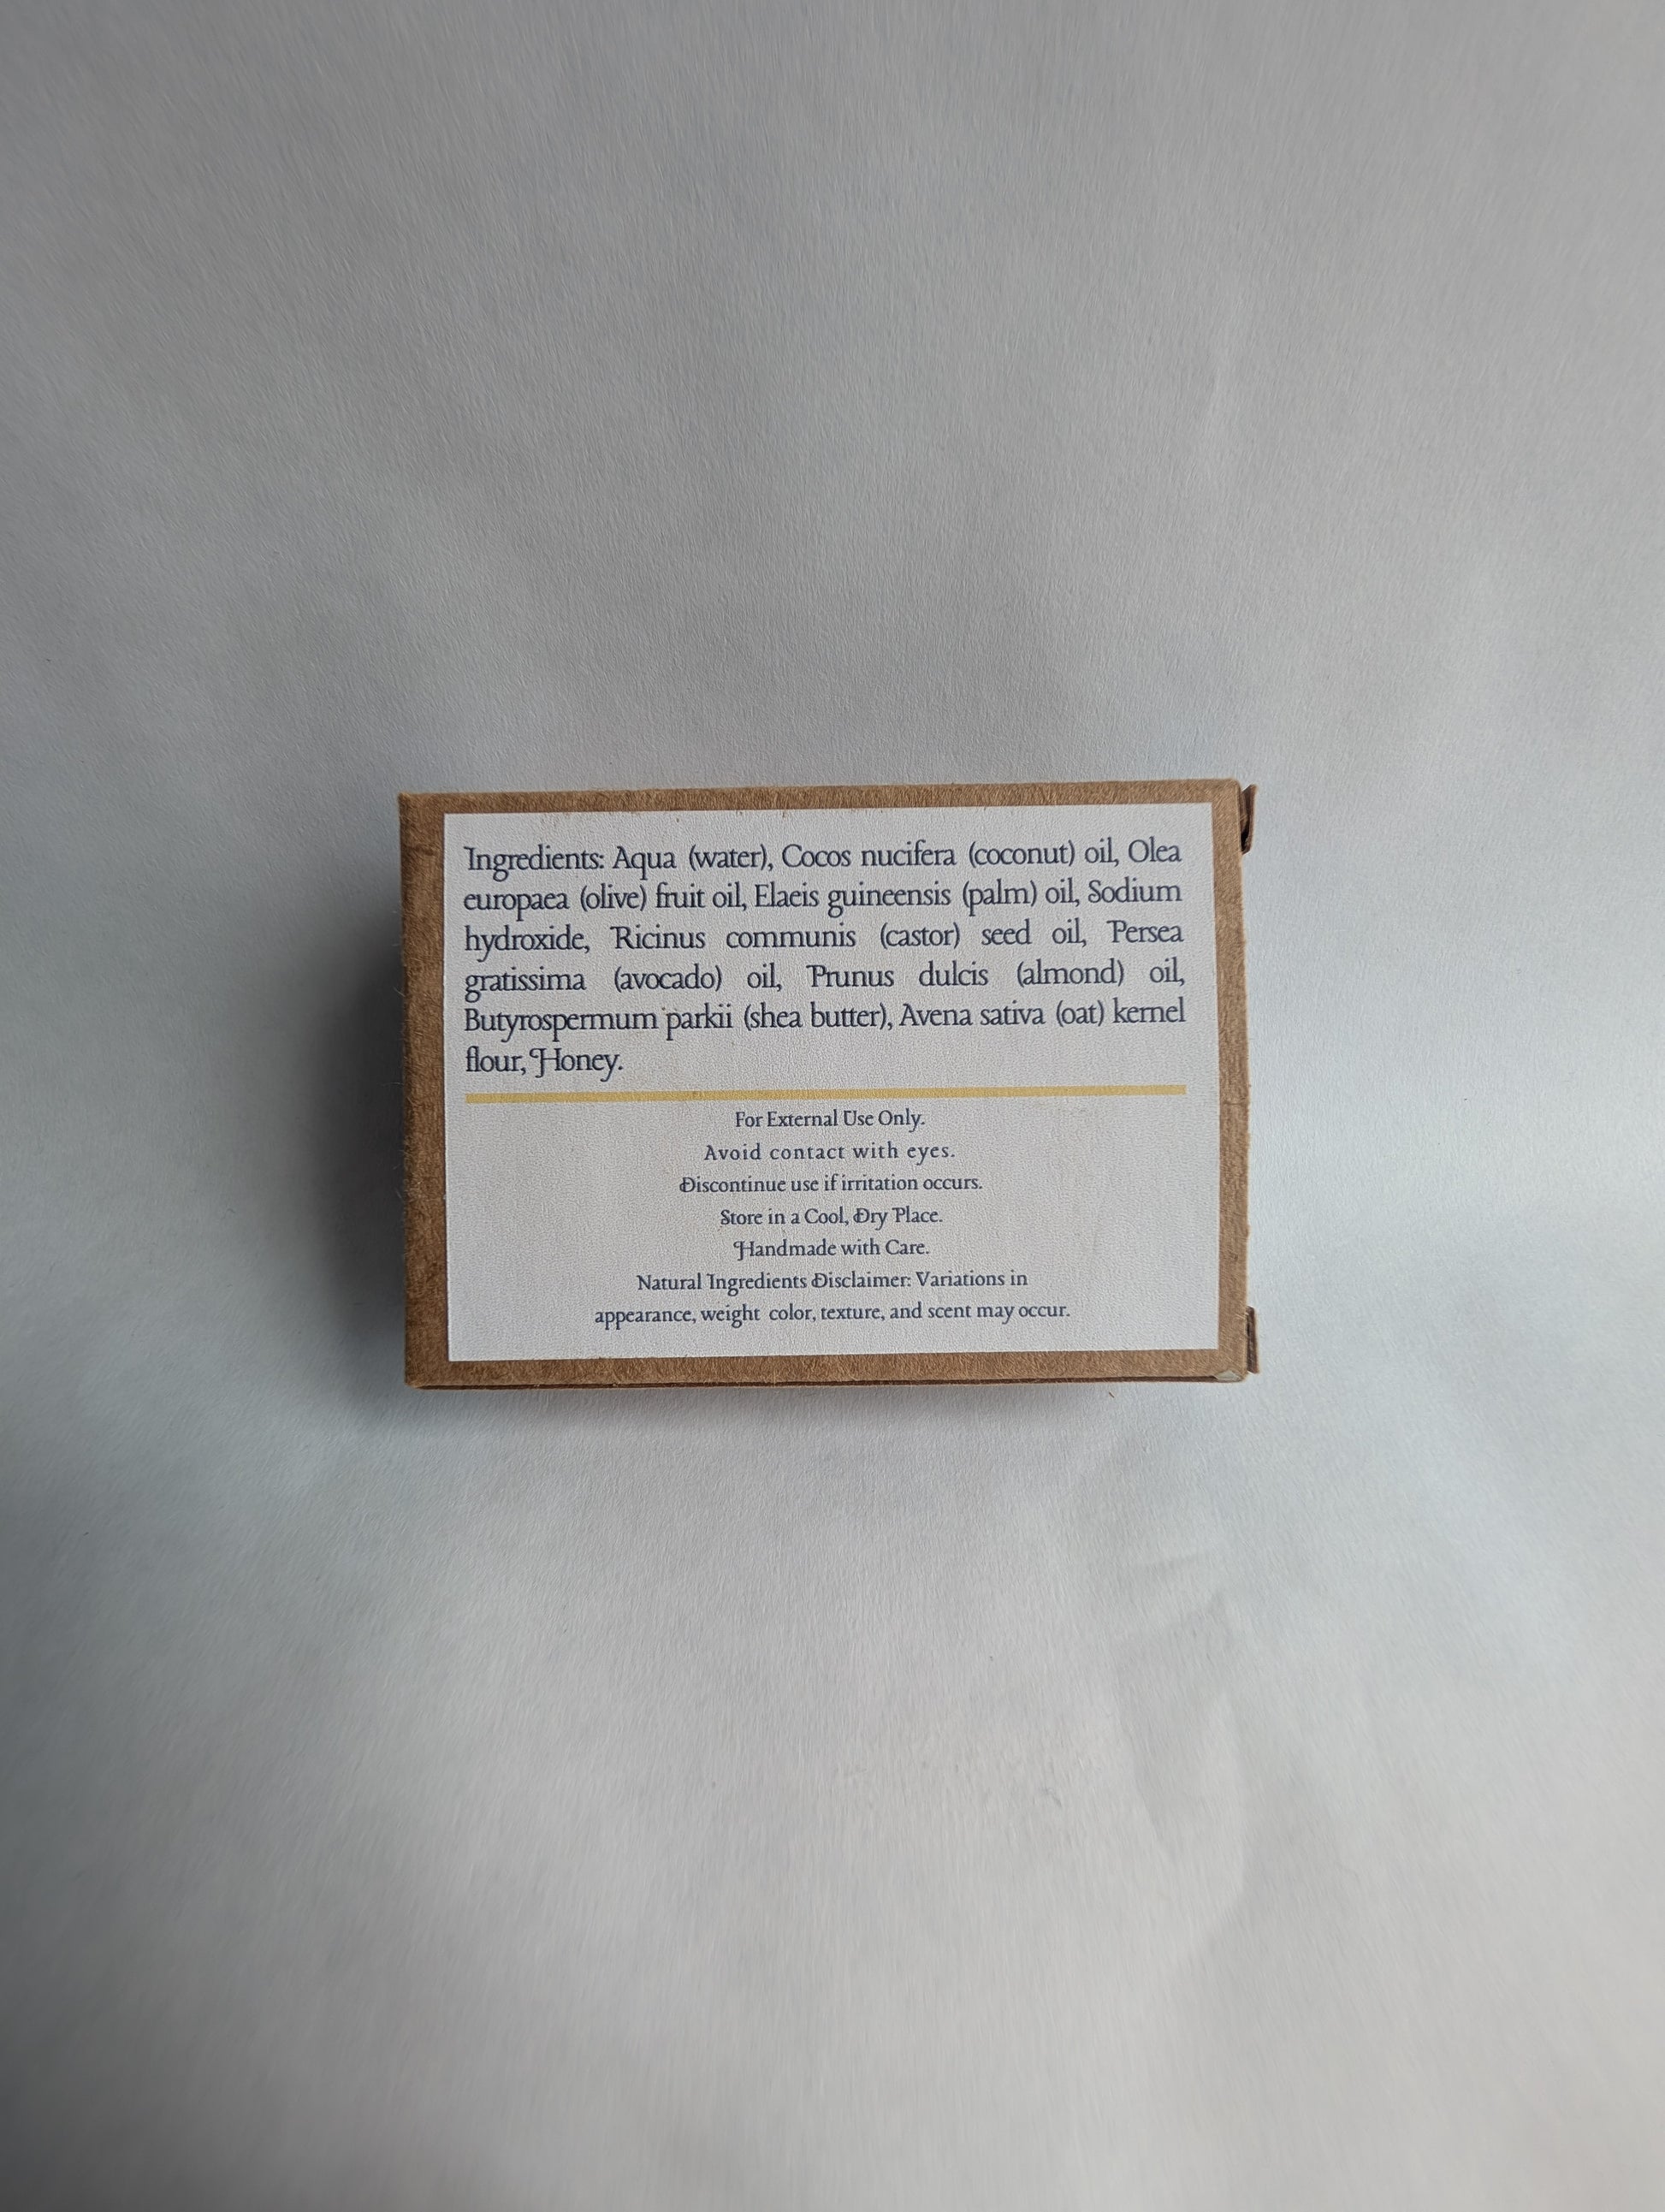 Ingredients: Aqua (water), Cocos nucifera (coconut) oil, Olea
europaea (olive) fruit oil, Elaeis guineensis (palm) oil, Sodium
hydroxide, Ricinus communis (castor) seed oil, Persea
gratissima (avocado) oil, Prunus dulcis (almond) oil,
Butyrospermum parkii (shea butter), Avena sativa (oat) kernel
flour, Honey.
For External Use Only.
Avoid contact with eyes.
Discontinue use if irritation occurs.
Store in a Cool, Dry Place.
Handmade with Care.
Natural Ingredients Disclaimer: Variations in
appearance, weight color, texture, and scent may occur.